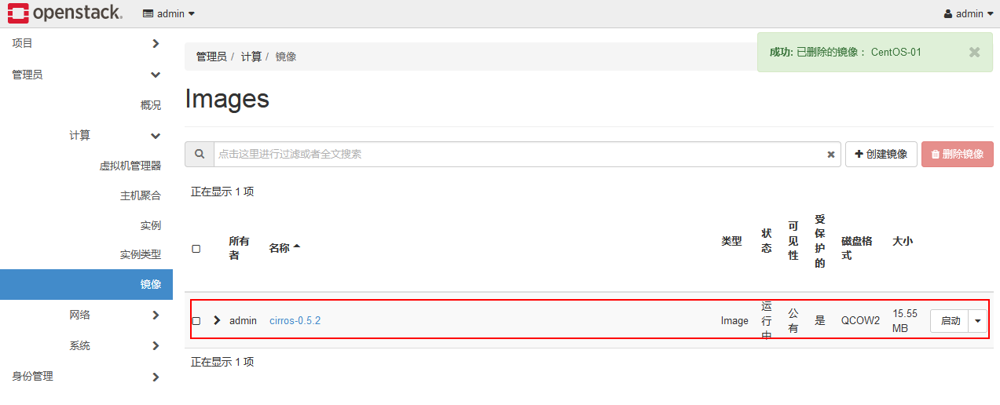 openstack. admin admin
项目
管理员
概况
计算
虚拟机管理器
主机聚合
实例
实例类型
镜像
网络
系统
身份管理
管理员 / 计算 / 镜像
成功: 已删除的镜像： CentOS-01
Images
点击这里进行过滤或者全文搜索 创建镜像 删除镜像
正在显示 1 项
所有者 名称 类型 状态 可见性 受保护的 磁盘格式 大小
admin cirros-0.5.2 Image 运行中 公有 是 QCOW2 15.55 MB 启动
正在显示 1 项